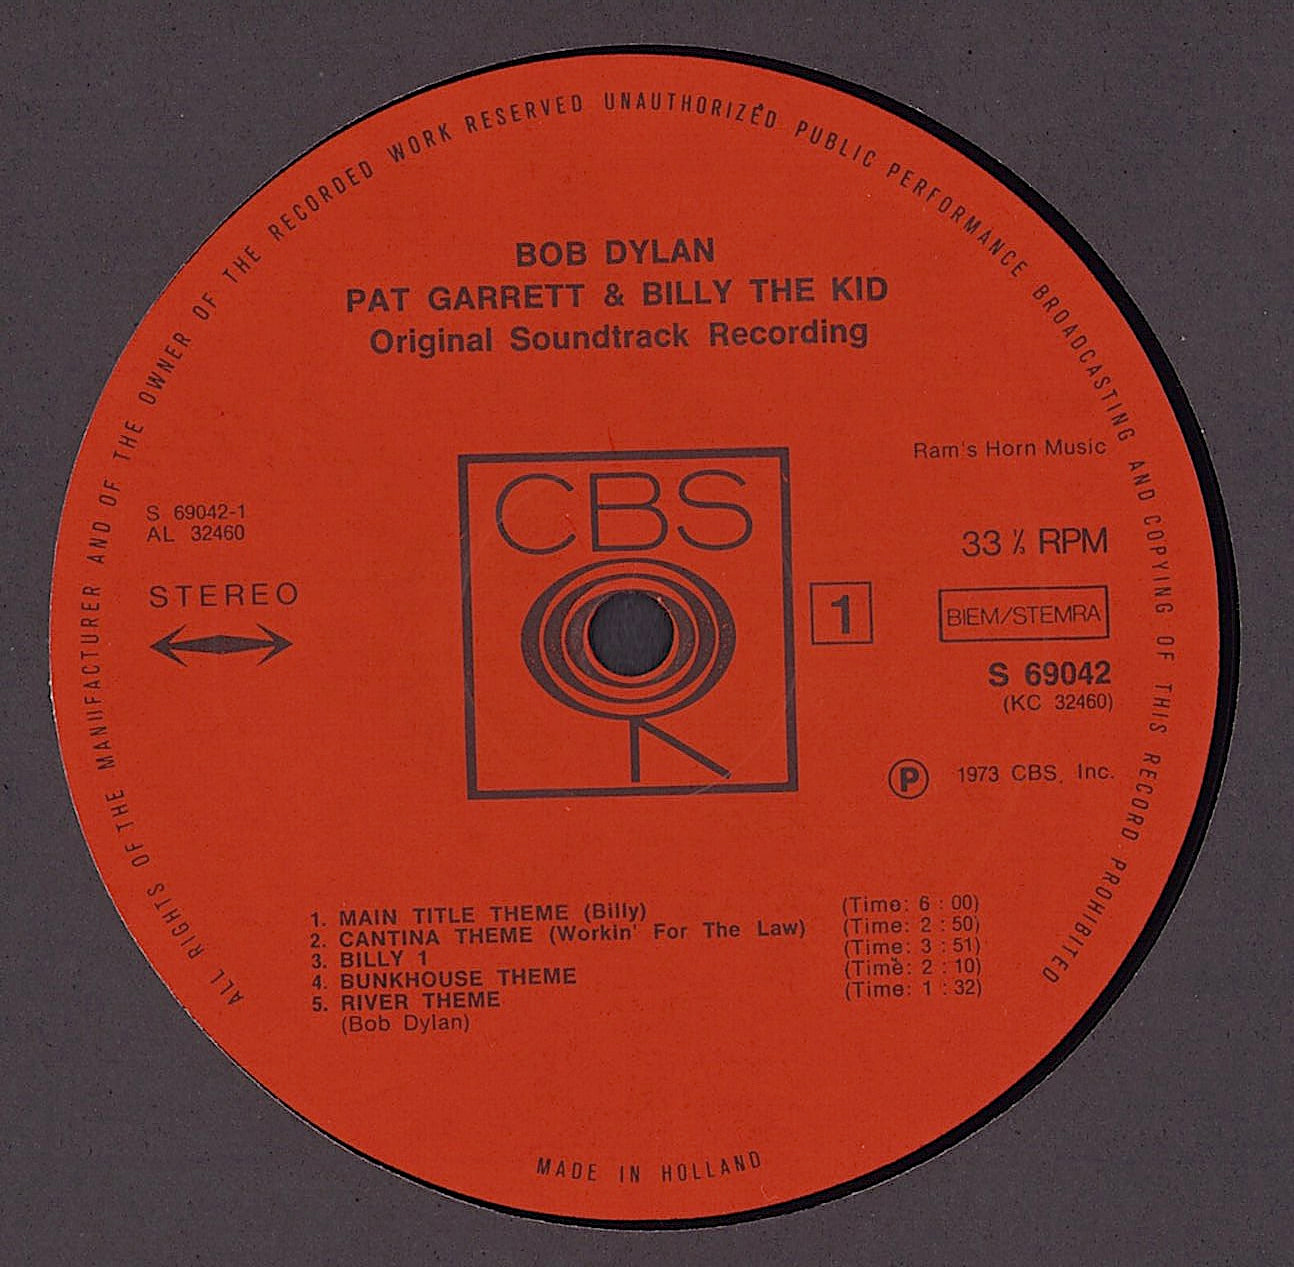 ALL RIGHTS OF THE MANUFACTURER AND OF THE OWNER OF THE RECORDED WORK RESERVED UNAUTHORIZED PUBLIC PERFORMANCE BROADCASTING AND COPYING OF THIS RECORD PROHIBITED
BOB DYLAN
PAT GARRETT & BILLY THE KID
Original Soundtrack Recording
Ram's Horn Music
CBS
S 69042-1
AL 32460
STEREO
33 ⅓ RPM
1
BIEM/STEMRA
S 69042
(KC 32460)
Ⓟ 1973 CBS, Inc.
1. MAIN TITLE THEME (Billy) (Time: 6 : 00)
2. CANTINA THEME (Workin' For The Law) (Time: 2 : 50)
3. BILLY 1 (Time: 3 : 51)
4. BUNKHOUSE THEME (Time: 2 : 10)
5. RIVER THEME (Time: 1 : 32)
(Bob Dylan)
MADE IN HOLLAND